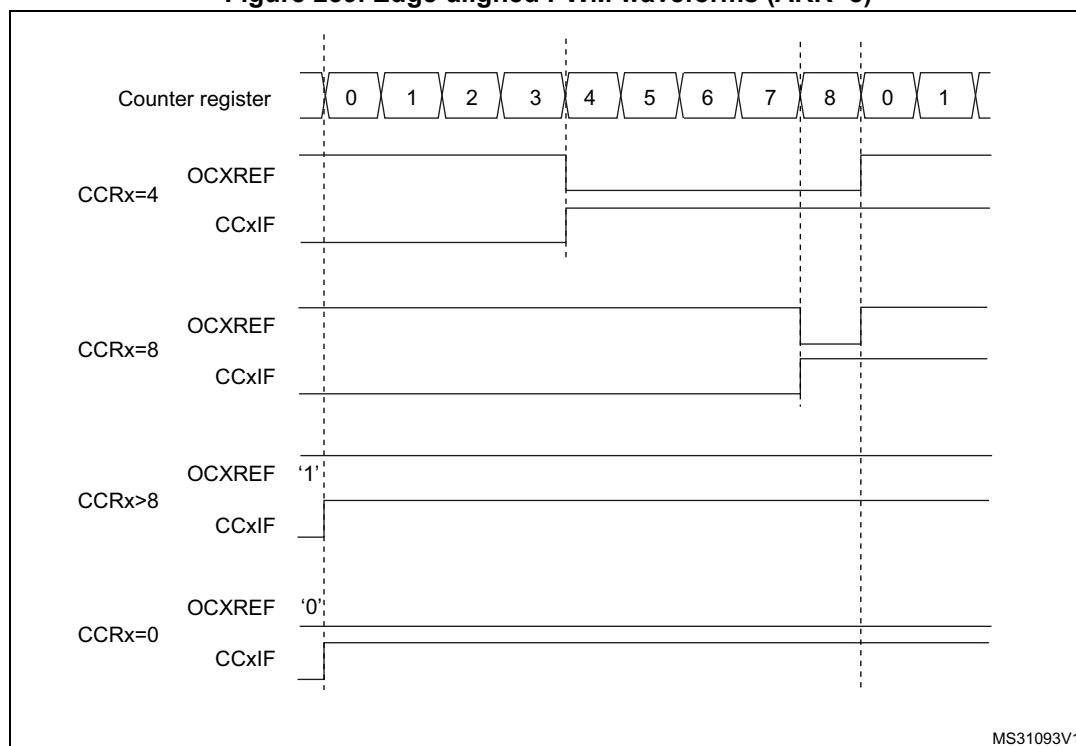 Counter register 0 1 2 3 4 5 6 7 8 0 1
OCXREF
CCRx=4
CCxIF
OCXREF
CCRx=8
CCxIF
OCXREF '1'
CCRx>8
CCxIF
OCXREF '0'
CCRx=0
CCxIF
MS31093V1